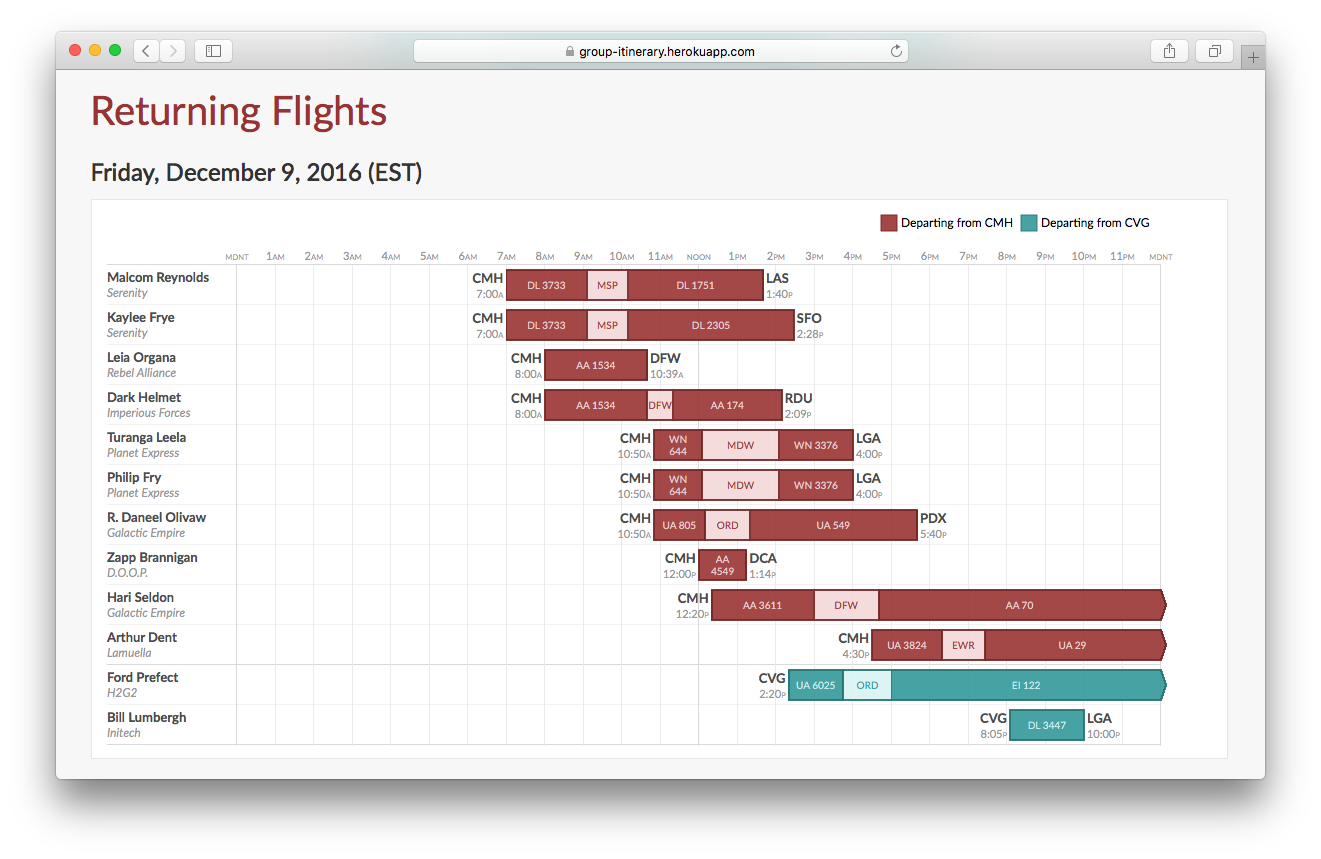 group-itinerary.herokuapp.com
Returning Flights
Friday, December 9, 2016 (EST)
Departing from CMH Departing from CVG
MDNT 1AM 2AM 3AM 4AM 5AM 6AM 7AM 8AM 9AM 10AM 11AM NOON 1PM 2PM 3PM 4PM 5PM 6PM 7PM 8PM 9PM 10PM 11PM MDNT
Malcom Reynolds CMH DL 3733 MSP DL 1751 LAS
Serenity 7:00A 1:40P
Kaylee Frye CMH DL 3733 MSP DL 2305 SFO
Serenity 7:00A 2:28P
Leia Organa CMH AA 1534 DFW
Rebel Alliance 8:00A 10:39A
Dark Helmet CMH AA 1534 DFW AA 174 RDU
Imperious Forces 8:00A 2:09P
Turanga Leela CMH WN 644 MDW WN 3376 LGA
Planet Express 10:50A 4:00P
Philip Fry CMH WN 644 MDW WN 3376 LGA
Planet Express 10:50A 4:00P
R. Daneel Olivaw CMH UA 805 ORD UA 549 PDX
Galactic Empire 10:50A 5:40P
Zapp Brannigan CMH AA 4549 DCA
D.O.O.P. 12:00P 1:14P
Hari Seldon CMH AA 3611 DFW AA 70
Galactic Empire 12:20P
Arthur Dent CMH UA 3824 EWR UA 29
Lamuella 4:30P
Ford Prefect CVG UA 6025 ORD EI 122
H2G2 2:20P
Bill Lumbergh CVG DL 3447 LGA
Initech 8:05P 10:00P